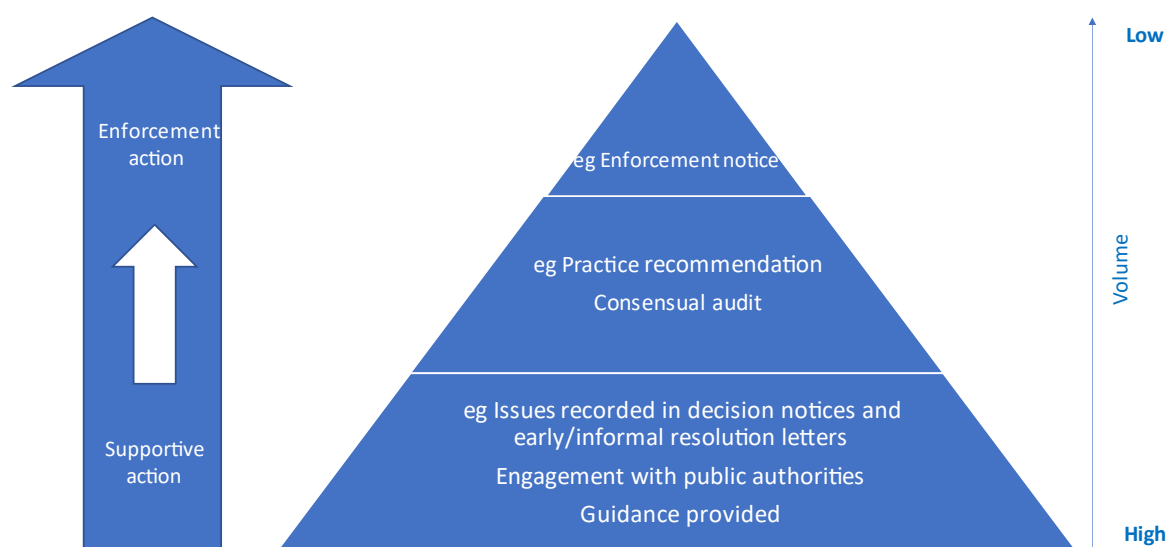 Enforcement
action
Supportive
action
eg Enforcement notice
eg Practice recommendation
Consensual audit
eg Issues recorded in decision notices and
early/informal resolution letters
Engagement with public authorities
Guidance provided
Low
Volume
High